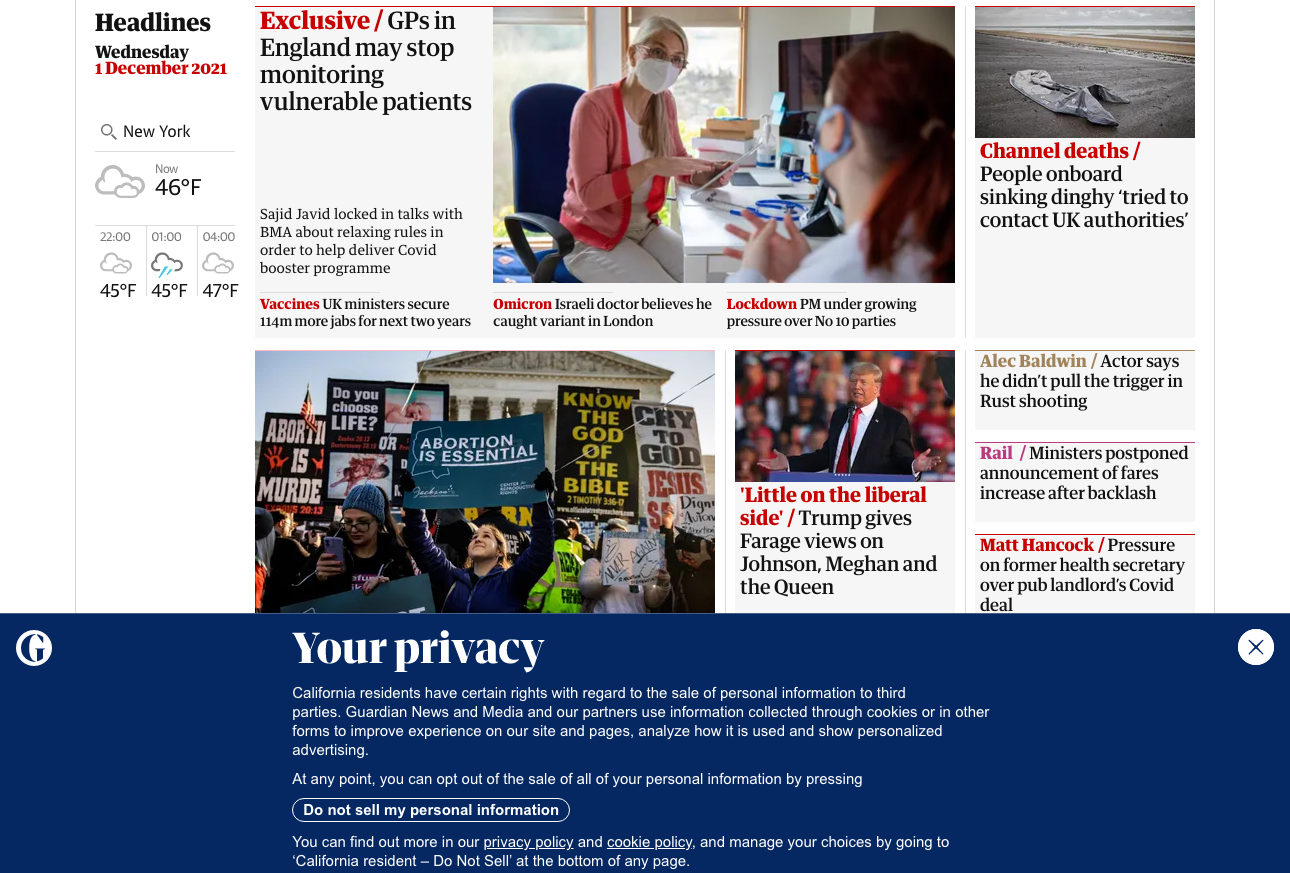 Headlines
Wednesday
1 December 2021
New York
Now
46°F
22:00
01:00
04:00
45°F
45°F
47°F
Exclusive / GPs in
England may stop
monitoring
vulnerable patients
Sajid Javid locked in talks with
BMA about relaxing rules in
order to help deliver Covid
booster programme
Vaccines UK ministers secure
114m more jabs for next two years
Omicron Israeli doctor believes he
caught variant in London
Lockdown PM under growing
pressure over No 10 parties
Channel deaths /
People onboard
sinking dinghy ‘tried to
contact UK authorities’
Do you
choose
LIFE?
OR
ABORTI
IS
MURDE
EXODUS 20:13
ABORTION
IS ESSENTIAL
Jackson
CENTER for
REPRODUCTIVE
RIGHTS
KNOW
THE
GOD
OF
THE
BIBLE
2 TIMOTHY 3:16-17
CRY
TO
GOD
JESUS
'Little on the liberal
side' / Trump gives
Farage views on
Johnson, Meghan and
the Queen
Alec Baldwin / Actor says
he didn’t pull the trigger in
Rust shooting
Rail / Ministers postponed
announcement of fares
increase after backlash
Matt Hancock / Pressure
on former health secretary
over pub landlord’s Covid
deal
Your privacy
California residents have certain rights with regard to the sale of personal information to third
parties. Guardian News and Media and our partners use information collected through cookies or in other
forms to improve experience on our site and pages, analyze how it is used and show personalized
advertising.
At any point, you can opt out of the sale of all of your personal information by pressing
Do not sell my personal information
You can find out more in our privacy policy and cookie policy, and manage your choices by going to
‘California resident – Do Not Sell’ at the bottom of any page.